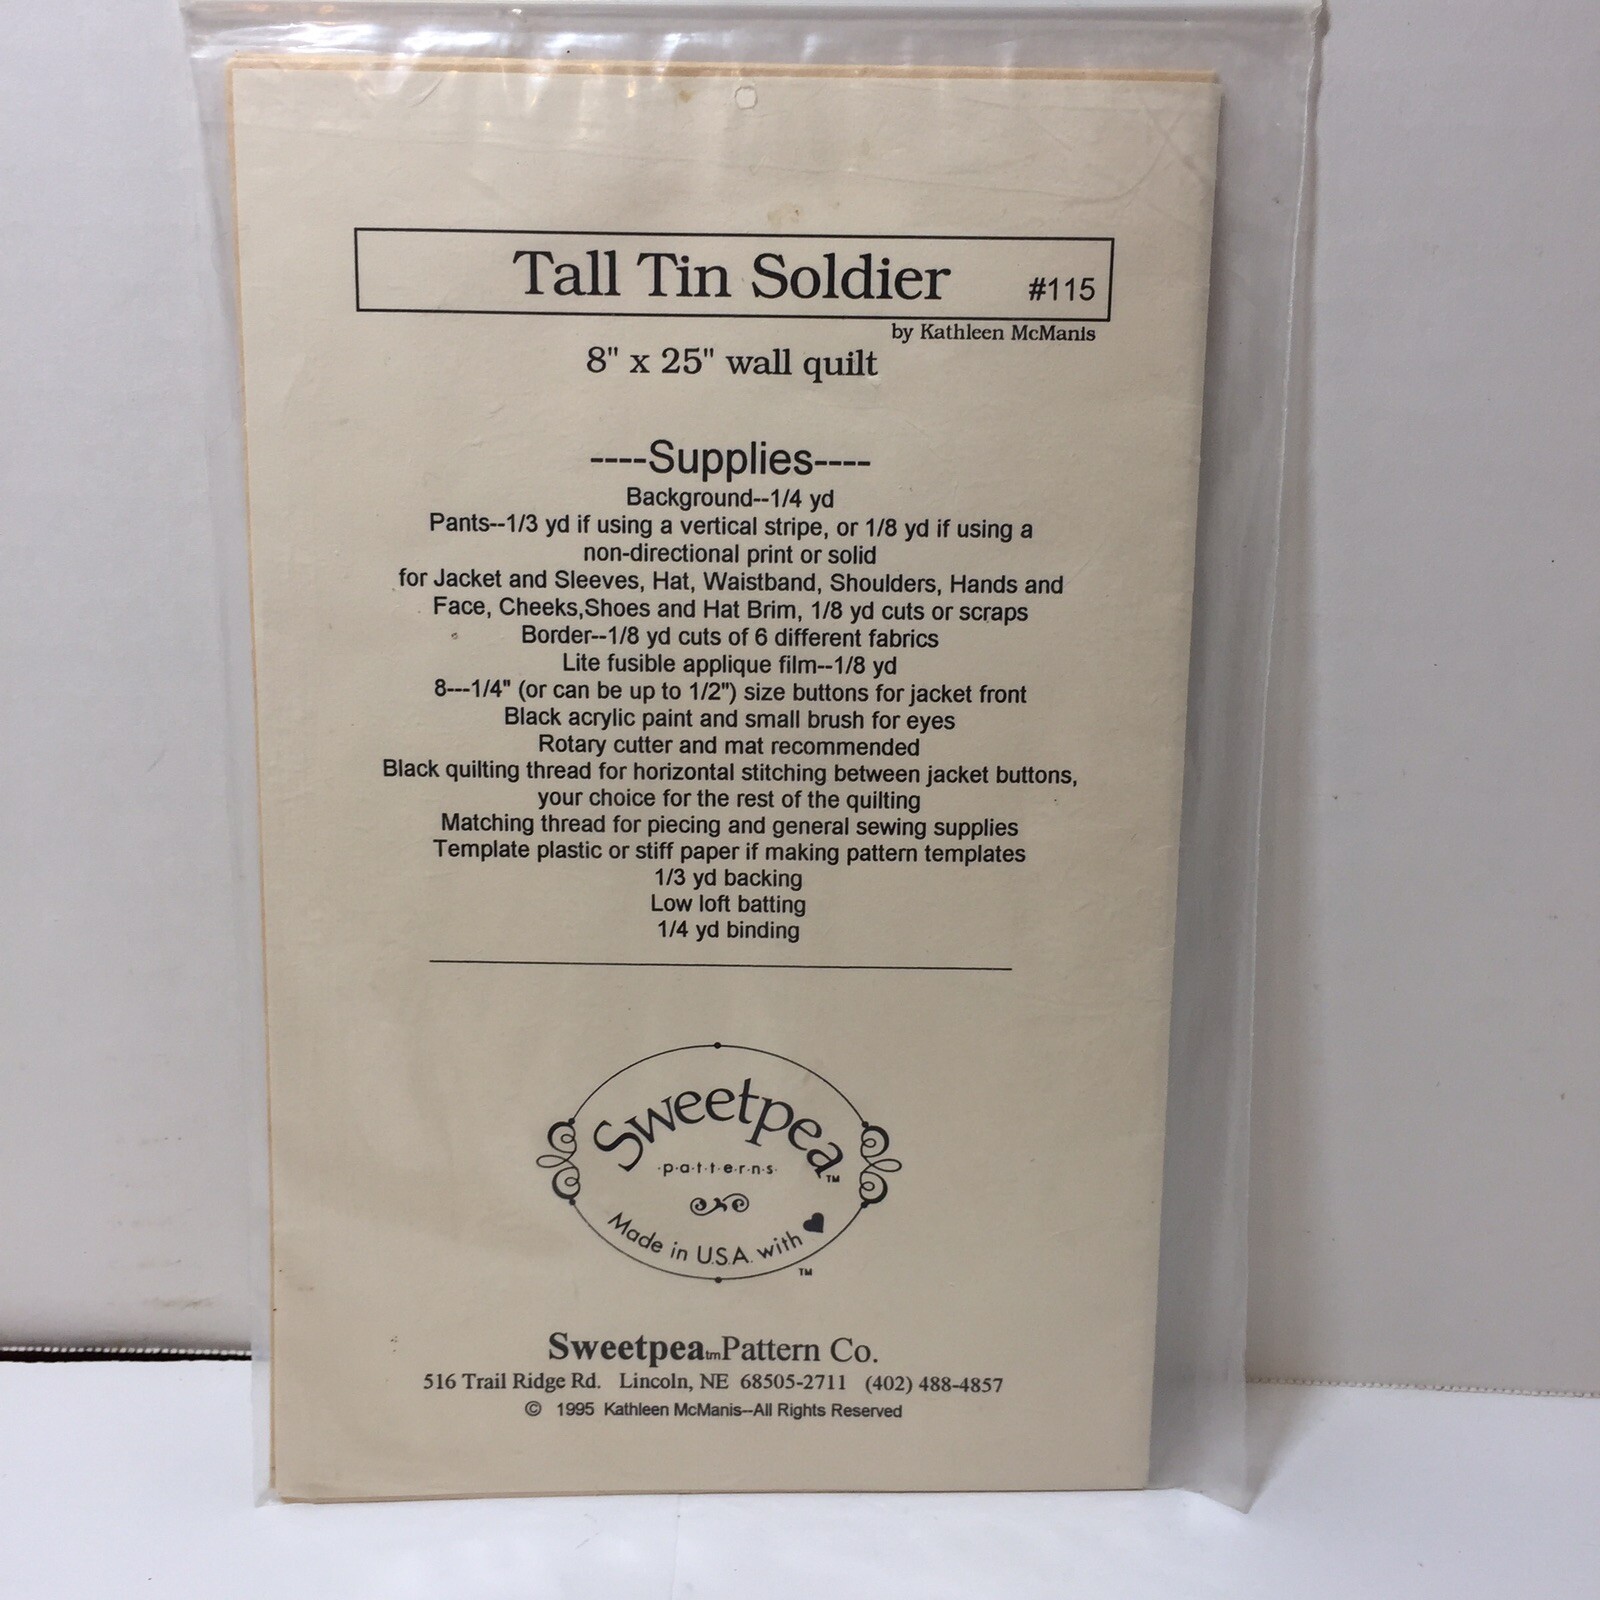 Tall Tin Soldier #115
by Kathleen McManis
8" x 25" wall quilt
----Supplies----
Background--1/4 yd
Pants--1/3 yd if using a vertical stripe, or 1/8 yd if using a
non-directional print or solid
for Jacket and Sleeves, Hat, Waistband, Shoulders, Hands and
Face, Cheeks,Shoes and Hat Brim, 1/8 yd cuts or scraps
Border--1/8 yd cuts of 6 different fabrics
Lite fusible applique film--1/8 yd
8---1/4" (or can be up to 1/2") size buttons for jacket front
Black acrylic paint and small brush for eyes
Rotary cutter and mat recommended
Black quilting thread for horizontal stitching between jacket buttons,
your choice for the rest of the quilting
Matching thread for piecing and general sewing supplies
Template plastic or stiff paper if making pattern templates
1/3 yd backing
Low loft batting
1/4 yd binding
Sweetpea™
·p·a·t·t·e·r·n·s·
Made in U.S.A. with ♥
™
Sweetpea tm Pattern Co.
516 Trail Ridge Rd. Lincoln, NE 68505-2711 (402) 488-4857
© 1995 Kathleen McManis--All Rights Reserved